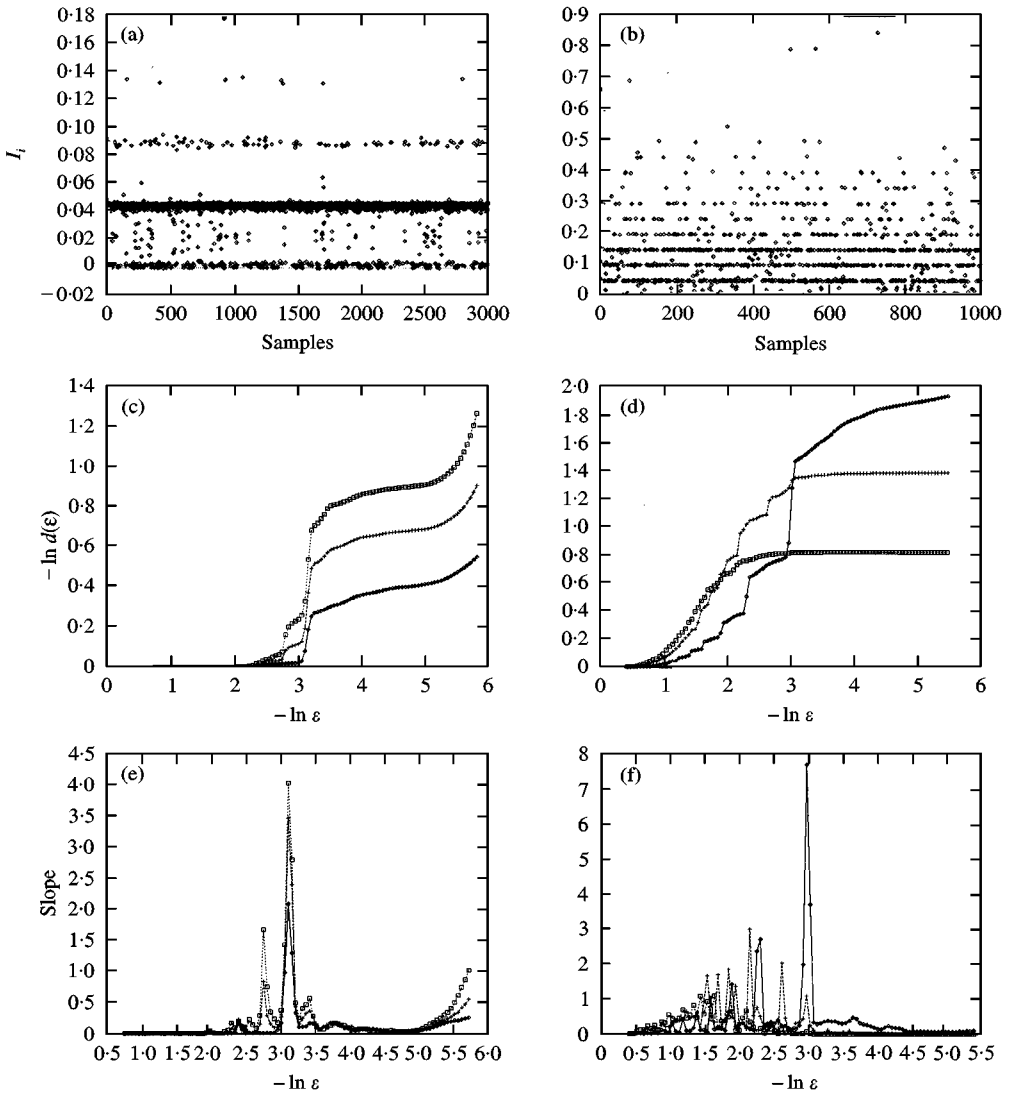 0·18
0·16
0·14
0·12
0·10
0·08
0·06
0·04
0·02
0
−0·02
I_i
(a)
0 500 1000 1500 2000 2500 3000
Samples
0·9
0·8
0·7
0·6
0·5
0·4
0·3
0·2
0·1
0
(b)
0 200 400 600 800 1000
Samples
1·4
1·2
1·0
0·8
0·6
0·4
0·2
0
− ln d(ε)
(c)
0 1 2 3 4 5 6
− ln ε
2·0
1·8
1·6
1·4
1·2
1·0
0·8
0·6
0·4
0·2
0
(d)
0 1 2 3 4 5 6
− ln ε
4·5
4·0
3·5
3·0
2·5
2·0
1·5
1·0
0·5
0
Slope
(e)
0·5 1·0 1·5 2·0 2·5 3·0 3·5 4·0 4·5 5·0 5·5 6·0
− ln ε
8
7
6
5
4
3
2
1
0
(f)
0 0·5 1·0 1·5 2·0 2·5 3·0 3·5 4·0 4·5 5·0 5·5
− ln ε